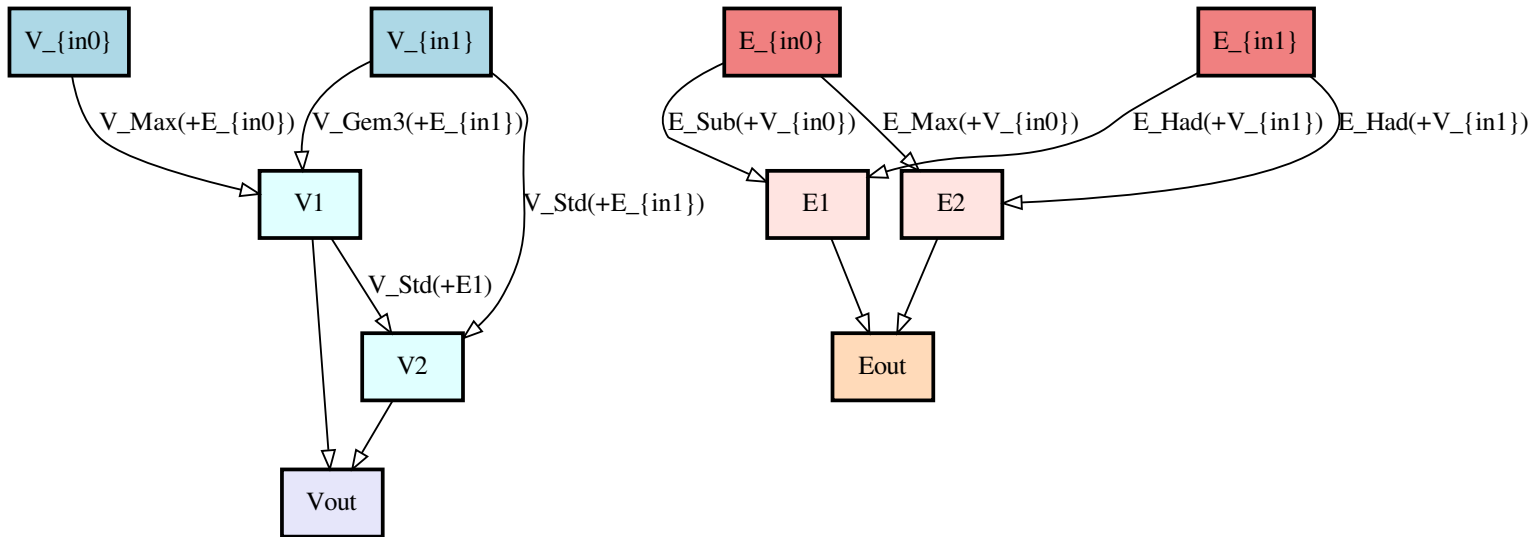 V_{in0}
V_{in1}
E_{in0}
E_{in1}
V_Max(+E_{in0})
V_Gem3(+E_{in1})
E_Sub(+V_{in0})
E_Max(+V_{in0})
E_Had(+V_{in1})
E_Had(+V_{in1})
V1
V_Std(+E_{in1})
E1
E2
V_Std(+E1)
V2
Eout
Vout